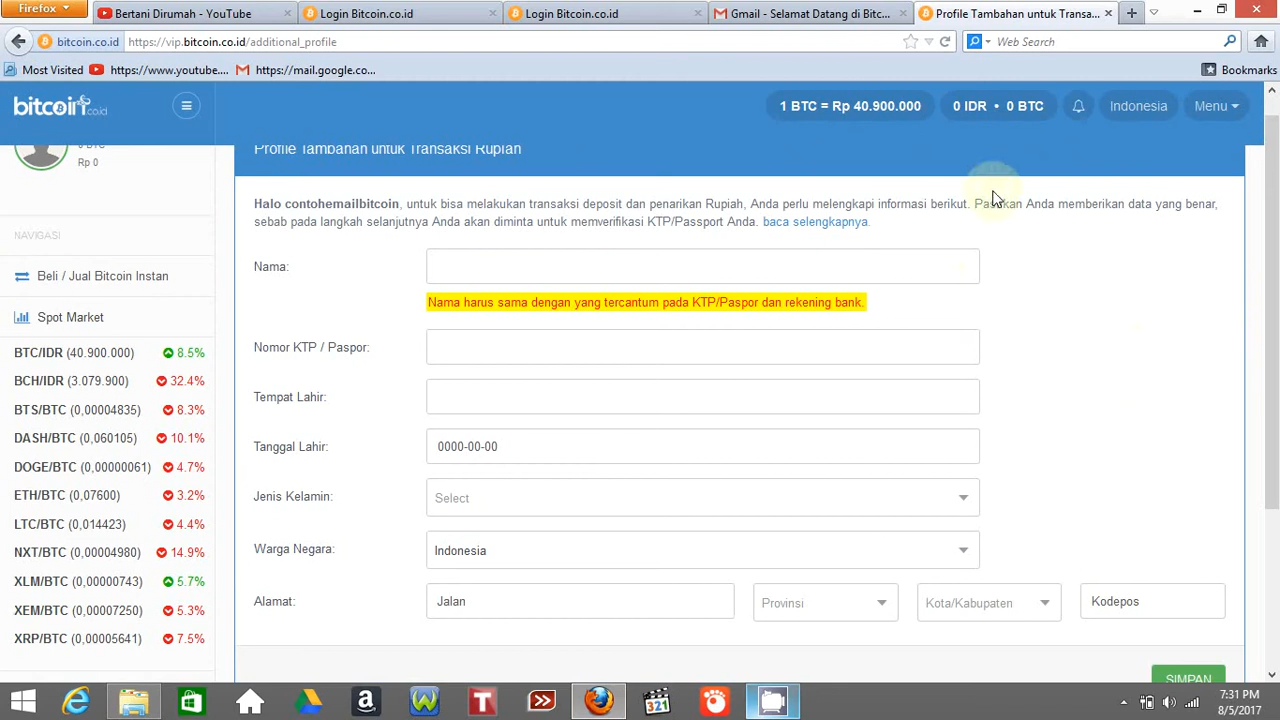 Firefox
Bertani Dirumah - YouTube
Login Bitcoin.co.id
Login Bitcoin.co.id
Gmail - Selamat Datang di Bitc...
Profile Tambahan untuk Transa...
bitcoin.co.id
https://vip.bitcoin.co.id/additional_profile
Web Search
Most Visited
https://www.youtube....
https://mail.google.co...
Bookmarks
bitcoin.co.id
1 BTC = Rp 40.900.000
0 IDR • 0 BTC
Indonesia
Menu
0 BTC
Rp 0
NAVIGASI
Beli / Jual Bitcoin Instan
Spot Market
BTC/IDR (40.900.000) 8.5%
BCH/IDR (3.079.900) 32.4%
BTS/BTC (0,00004835) 8.3%
DASH/BTC (0,060105) 10.1%
DOGE/BTC (0,00000061) 4.7%
ETH/BTC (0,07600) 3.2%
LTC/BTC (0,014423) 4.4%
NXT/BTC (0,00004980) 14.9%
XLM/BTC (0,00000743) 5.7%
XEM/BTC (0,00007250) 5.3%
XRP/BTC (0,00005641) 7.5%
Profile Tambahan untuk Transaksi Rupiah
Halo contohemailbitcoin, untuk bisa melakukan transaksi deposit dan penarikan Rupiah, Anda perlu melengkapi informasi berikut. Pastikan Anda memberikan data yang benar,
sebab pada langkah selanjutnya Anda akan diminta untuk memverifikasi KTP/Passport Anda. baca selengkapnya.
Nama:
Nama harus sama dengan yang tercantum pada KTP/Paspor dan rekening bank.
Nomor KTP / Paspor:
Tempat Lahir:
Tanggal Lahir: 0000-00-00
Jenis Kelamin: Select
Warga Negara: Indonesia
Alamat: Jalan Provinsi Kota/Kabupaten Kodepos
SIMPAN
7:31 PM
8/5/2017